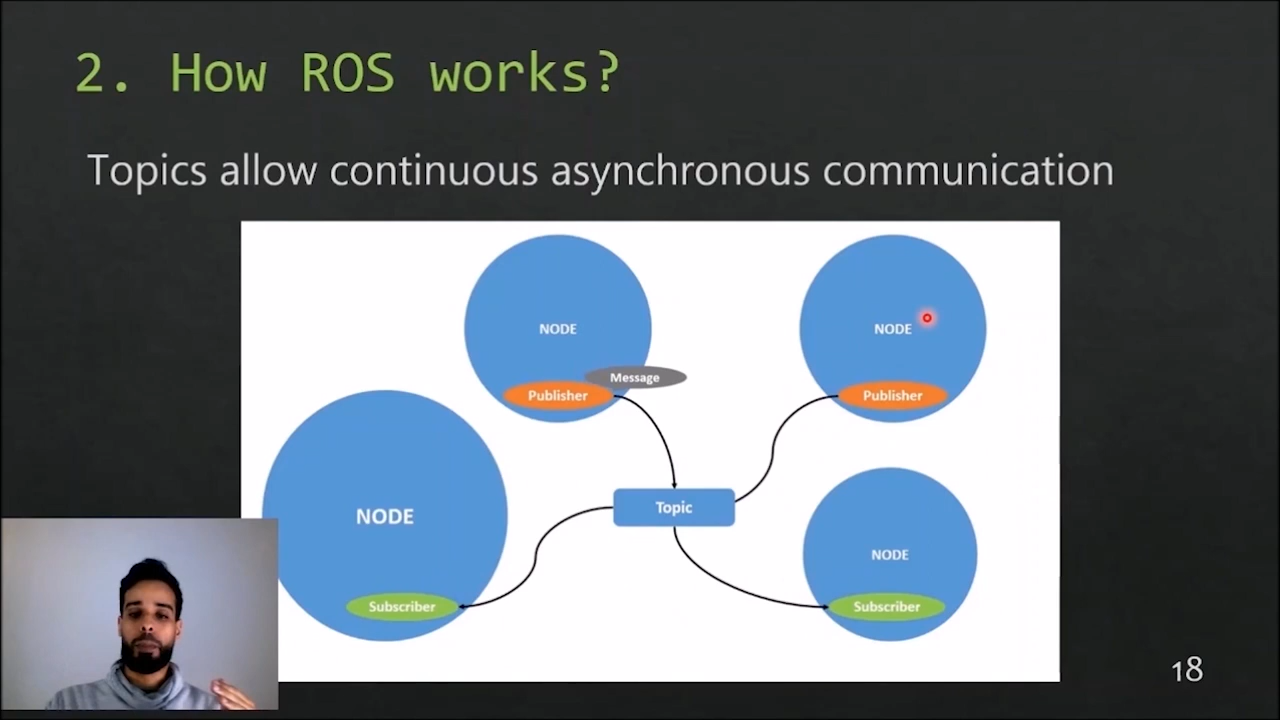 2. How ROS works?
Topics allow continuous asynchronous communication
NODE
NODE
Message
Publisher
Publisher
Topic
NODE
NODE
Subscriber
Subscriber
18